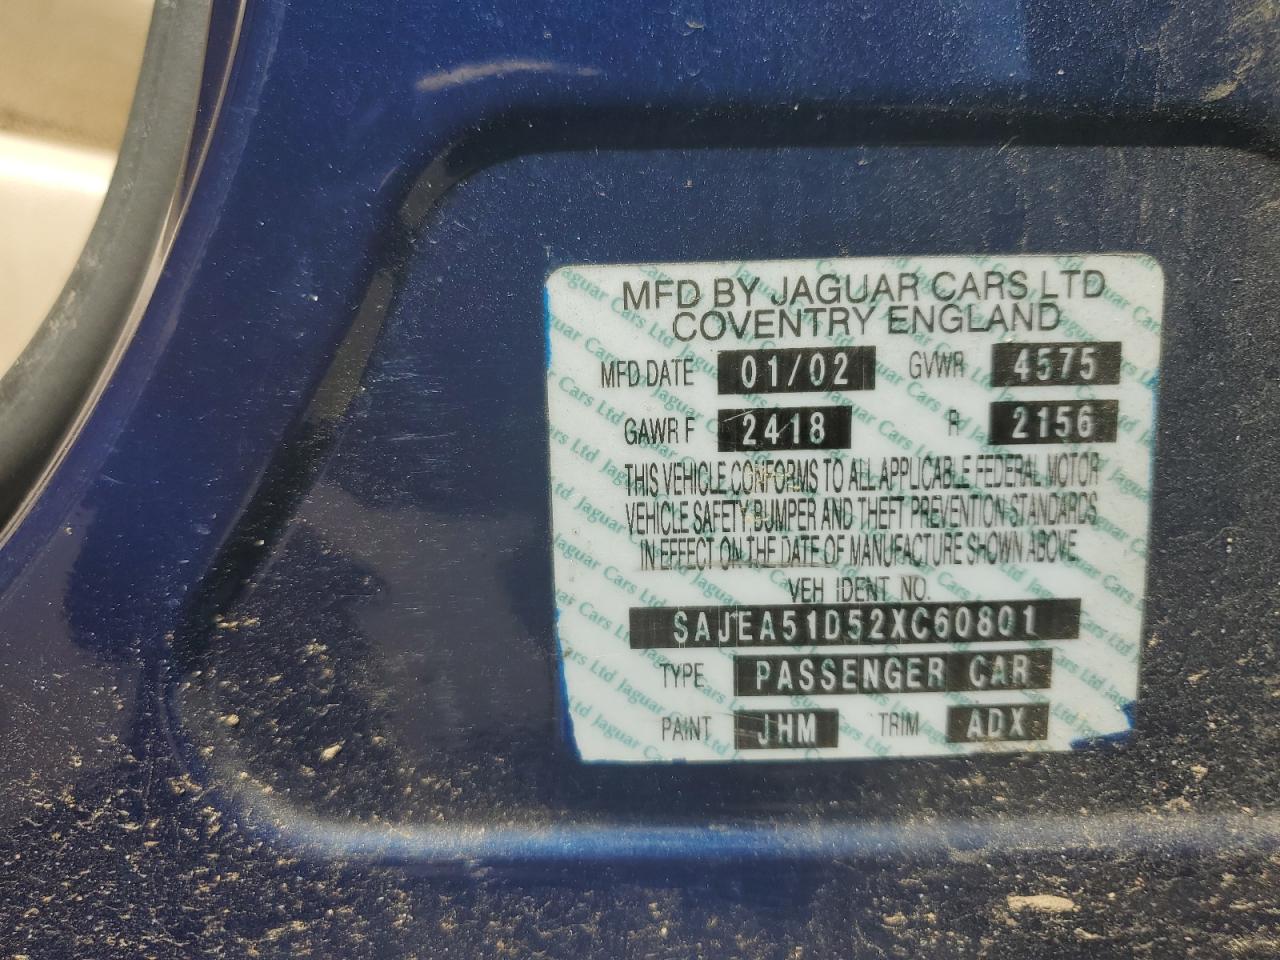 MFD BY JAGUAR CARS LTD
COVENTRY ENGLAND
MFD DATE 01/02 GVWR 4575
GAWR F 2418 R 2156
THIS VEHICLE CONFORMS TO ALL APPLICABLE FEDERAL MOTOR
VEHICLE SAFETY BUMPER AND THEFT PREVENTION STANDARDS
IN EFFECT ON THE DATE OF MANUFACTURE SHOWN ABOVE
VEH IDENT NO.
SAJEA51D52XC60801
TYPE PASSENGER CAR
PAINT JHM TRIM ADX